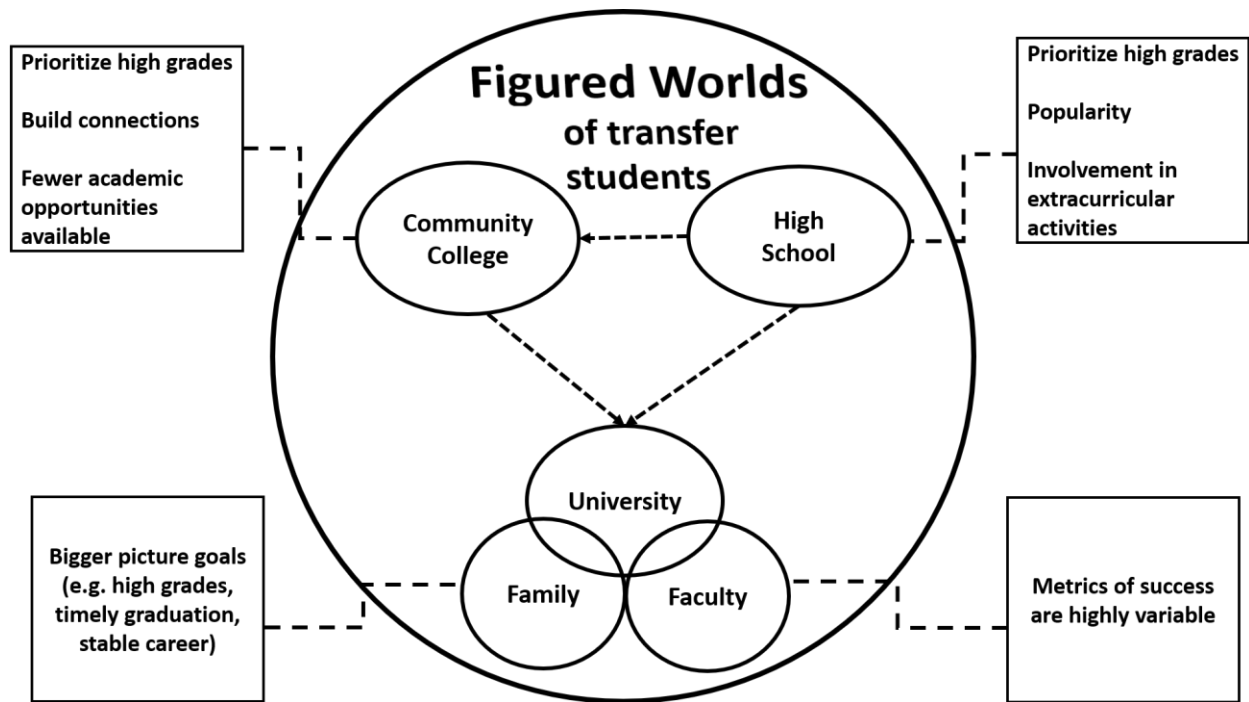 Figured Worlds
of transfer
students
Prioritize high grades
Build connections
Fewer academic
opportunities
available
Community
College
High
School
Prioritize high grades
Popularity
Involvement in
extracurricular
activities
University
Family
Faculty
Bigger picture goals
(e.g. high grades,
timely graduation,
stable career)
Metrics of success
are highly variable